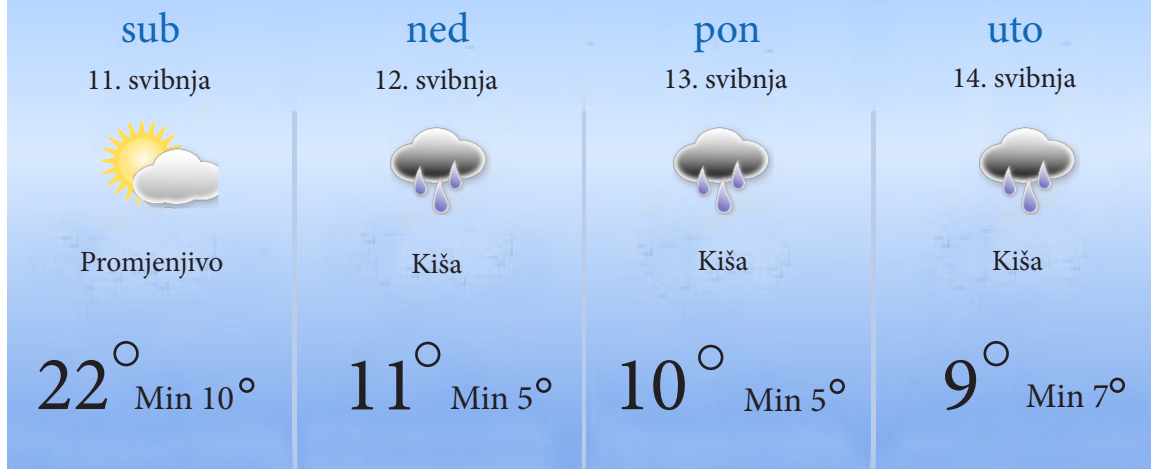 sub
11. svibnja
Promjenjivo
22° Min 10°
ned
12. svibnja
Kiša
11° Min 5°
pon
13. svibnja
Kiša
10° Min 5°
uto
14. svibnja
Kiša
9° Min 7°